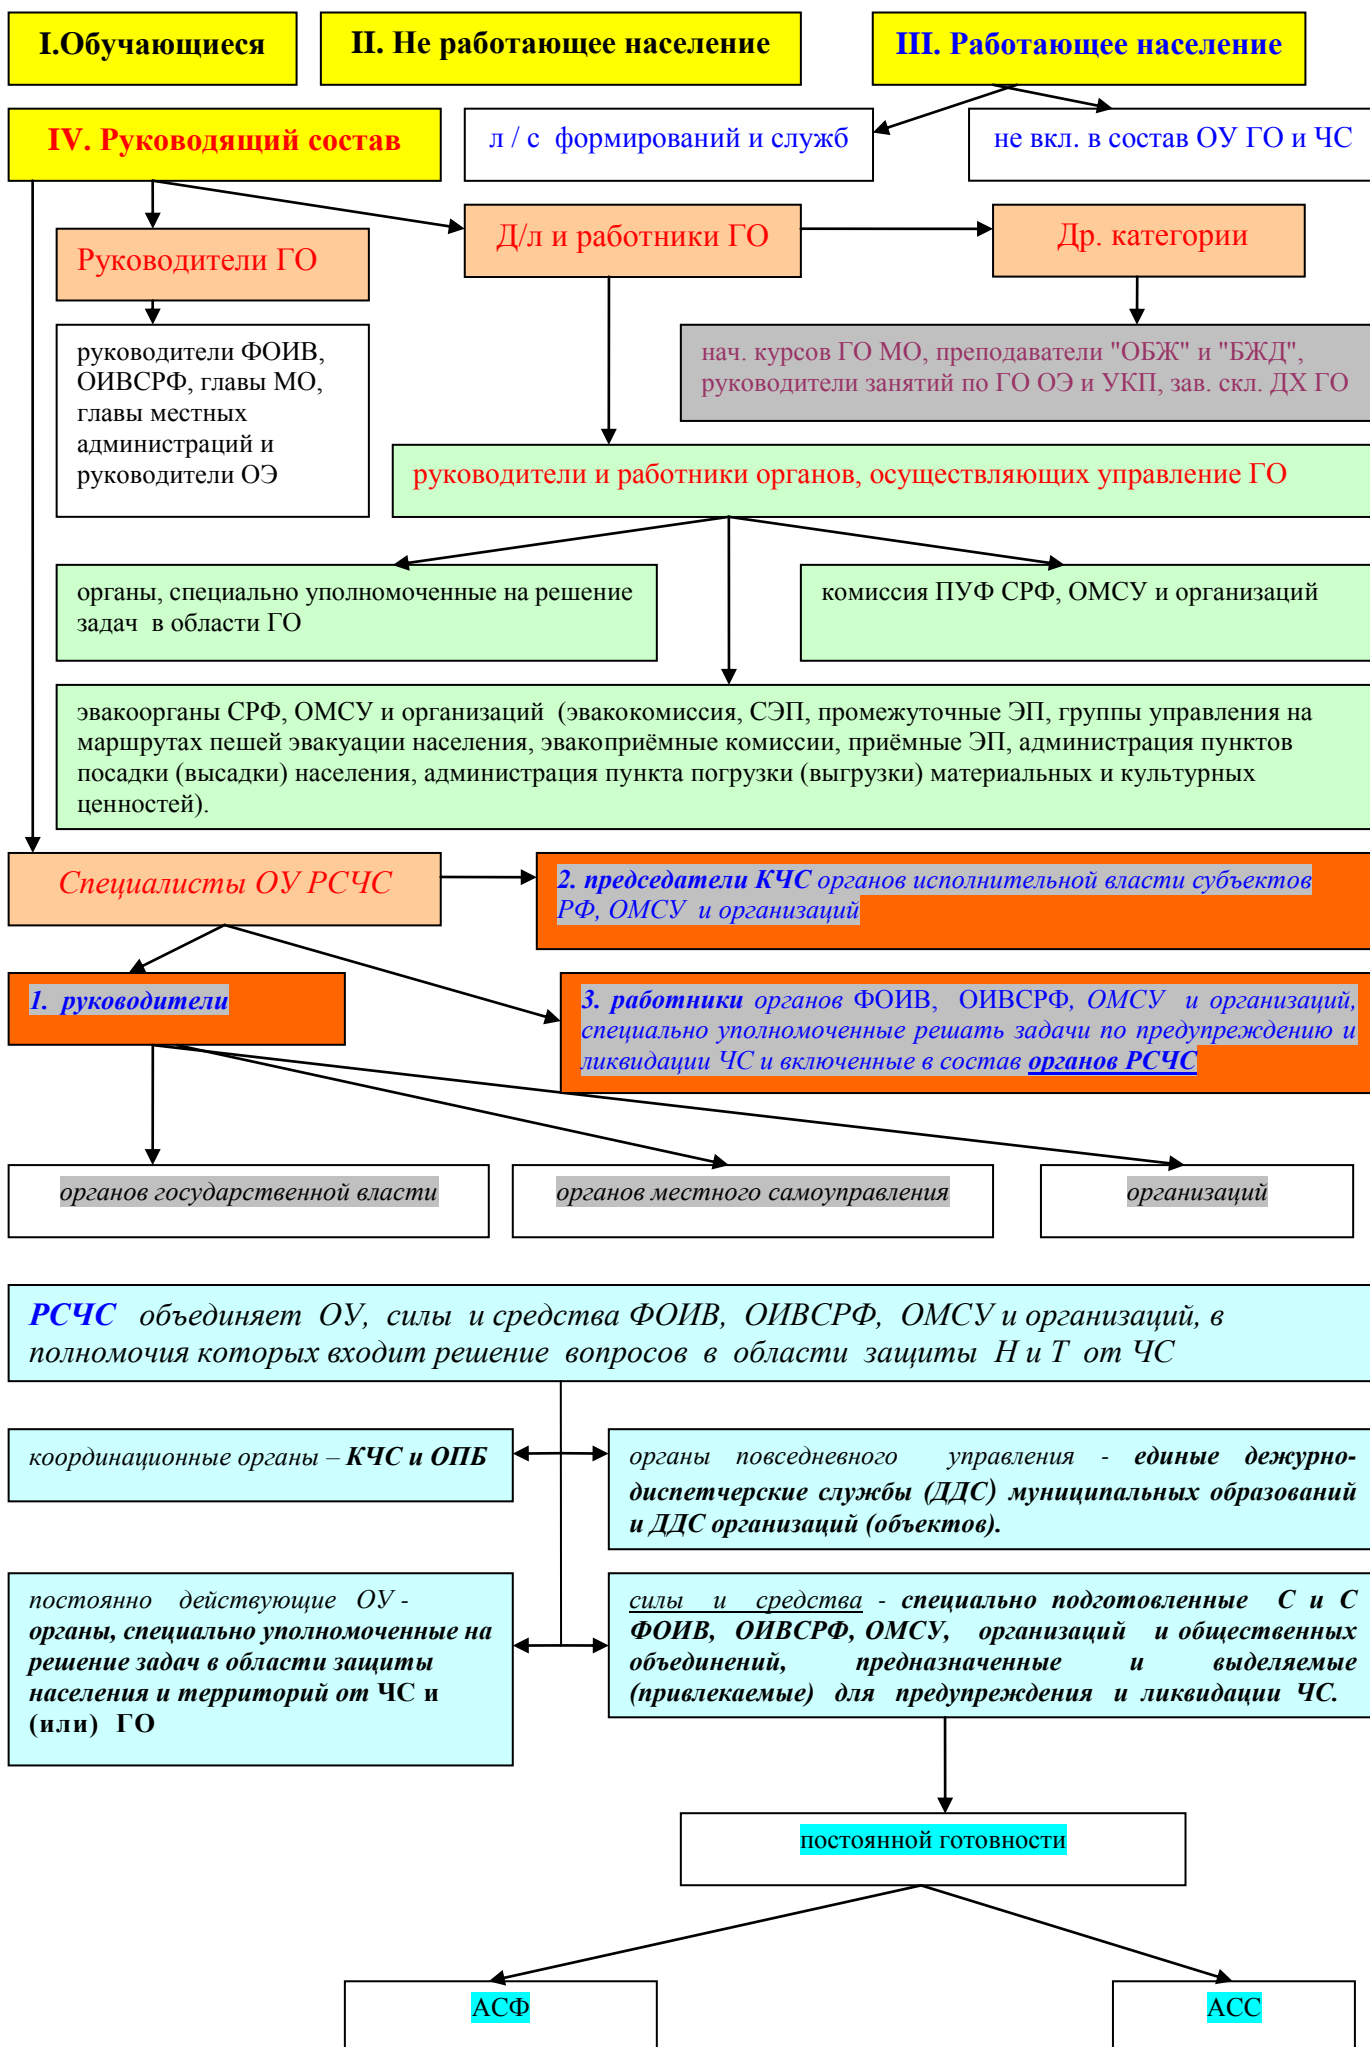 I.Обучающиеся
II. Не работающее население
III. Работающее население
IV. Руководящий состав
л / с  формирований и служб
не вкл. в состав ОУ ГО и ЧС
Руководители ГО
Д/л и работники ГО
Др. категории
руководители ФОИВ,
ОИВСРФ, главы МО,
главы местных
администраций и
руководители ОЭ
нач. курсов ГО МО, преподаватели "ОБЖ" и "БЖД",
руководители занятий по ГО ОЭ и УКП, зав. скл. ДХ ГО
руководители и работники органов, осуществляющих управление ГО
органы, специально уполномоченные на решение
задач  в области ГО
комиссия ПУФ СРФ, ОМСУ и организаций
эвакоорганы СРФ, ОМСУ и организаций  (эвакокомиссия, СЭП, промежуточные ЭП, группы управления на
маршрутах пешей эвакуации населения, эвакоприёмные комиссии, приёмные ЭП, администрация пунктов
посадки (высадки) населения, администрация пункта погрузки (выгрузки) материальных и культурных
ценностей).
Специалисты ОУ РСЧС
2. председатели КЧС органов исполнительной власти субъектов
РФ, ОМСУ  и организаций
1.  руководители
3. работники органов ФОИВ,  ОИВСРФ, ОМСУ  и организаций,
специально уполномоченные решать задачи по предупреждению и
ликвидации ЧС и включенные в состав органов РСЧС
органов государственной власти
органов местного самоуправления
организаций
РСЧС  объединяет  ОУ,  силы  и средства ФОИВ,  ОИВСРФ,  ОМСУ и организаций, в
полномочия которых входит решение  вопросов  в  области  защиты  Н и Т  от ЧС
координационные органы – КЧС и ОПБ
органы повседневного управления - единые дежурно-
диспетчерские службы (ДДС) муниципальных образований
и ДДС организаций (объектов).
постоянно действующие ОУ -
органы, специально уполномоченные на
решение задач в области защиты
населения и территорий от ЧС и
(или)  ГО
силы и средства - специально подготовленные С и С
ФОИВ, ОИВСРФ, ОМСУ, организаций и общественных
объединений, предназначенные и выделяемые
(привлекаемые) для предупреждения и ликвидации ЧС.
постоянной готовности
АСФ
АСС